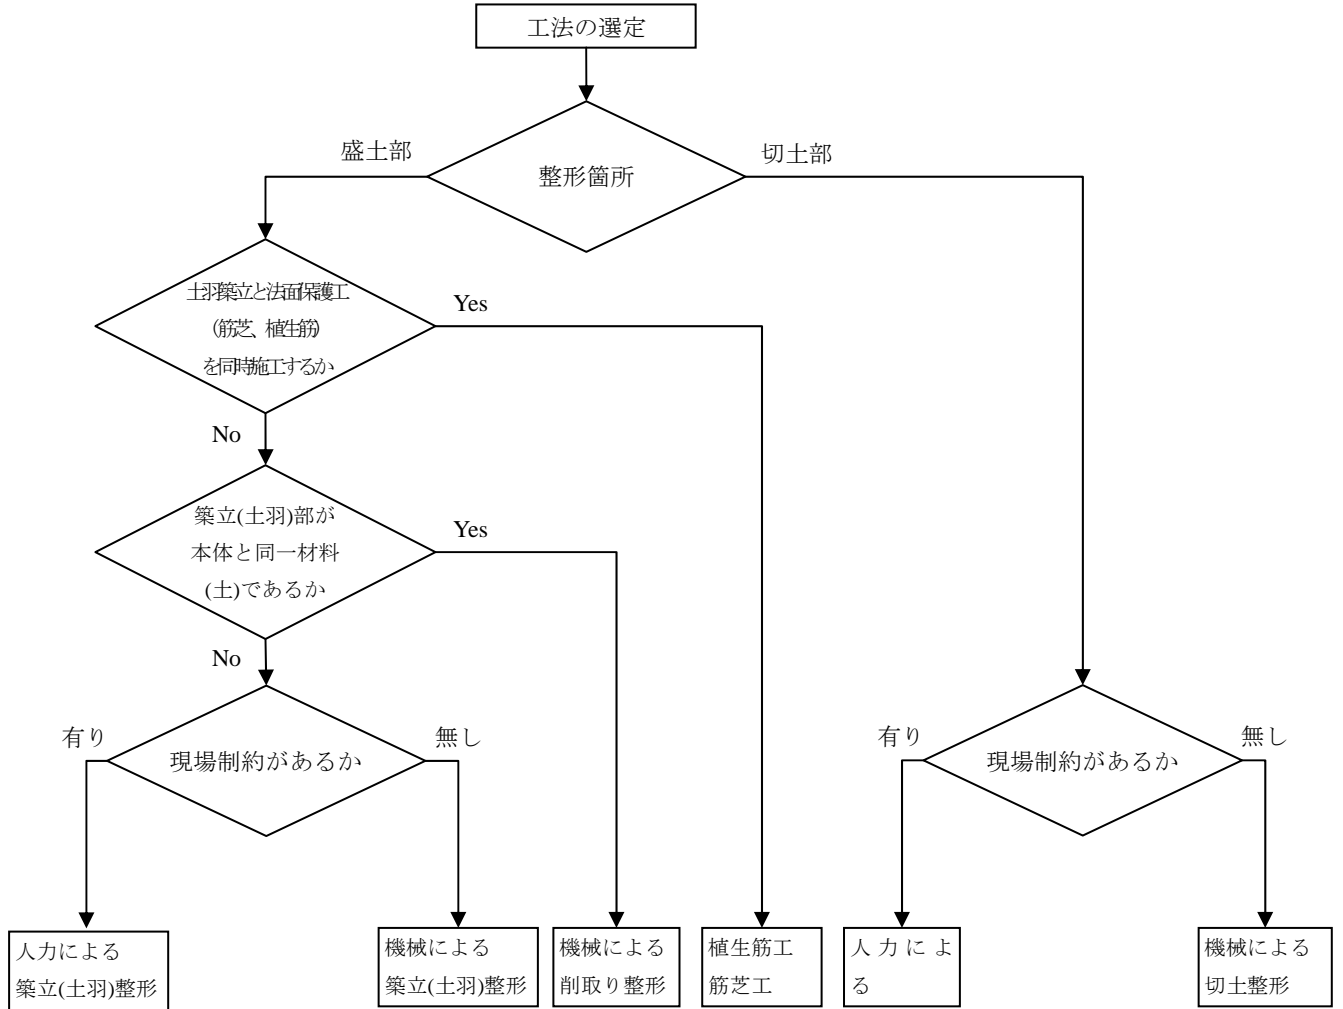 工法の選定
盛土部
切土部
整形箇所
土羽築立と法面保護工
(筋芝、植生筋)
を同時施工するか
Yes
No
築立(土羽)部が
本体と同一材料
(土)であるか
Yes
No
有り
現場制約があるか
無し
有り
現場制約があるか
無し
人力による
築立(土羽)整形
機械による
築立(土羽)整形
機械による
削取り整形
植生筋工
筋芝工
人力によ
る
機械による
切土整形